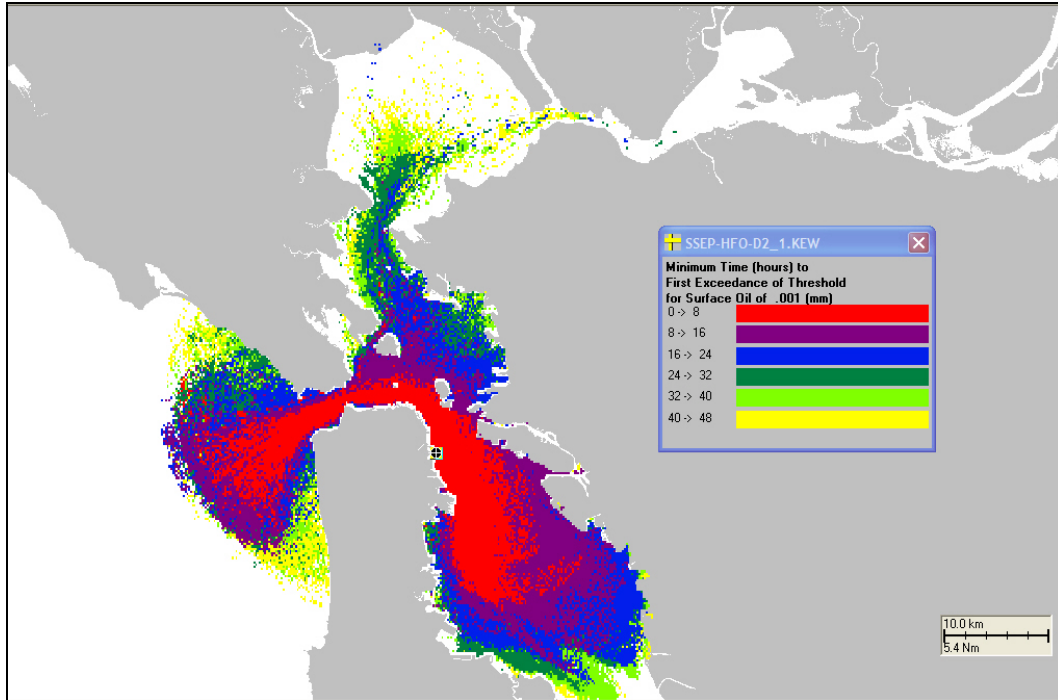 SSEP-HFO-D2_1.KEW
Minimum Time (hours) to
First Exceedance of Threshold
for Surface Oil of .001 (mm)
0 -> 8
8 -> 16
16 -> 24
24 -> 32
32 -> 40
40 -> 48
10.0 km
5.4 Nm